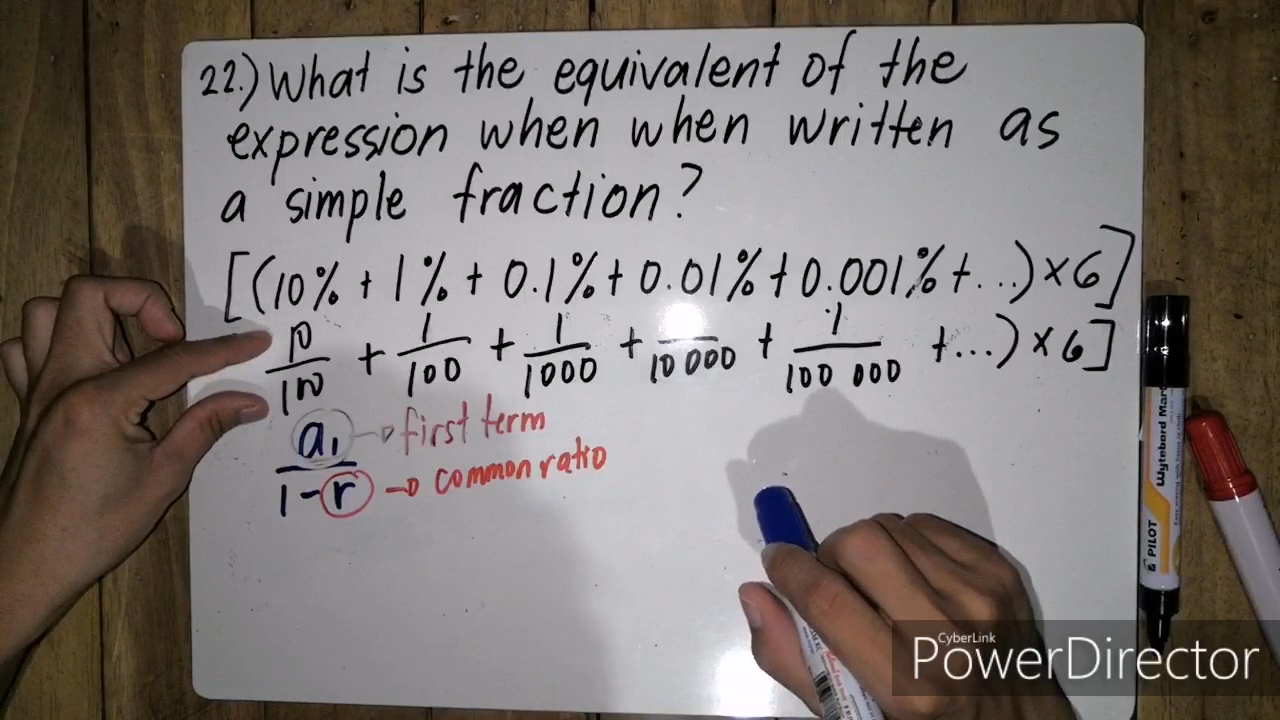 22.) What is the equivalent of the
expression when when written as
a simple fraction?
[(10% + 1% + 0.1% + 0.01% + 0.001% + ...) × 6]
10/100 + 1/100 + 1/1000 + /10 000 + 1/100 000 + ...) × 6]
a₁ → first term
1 - r → common ratio
PILOT
Wytebord Mar
CyberLink
PowerDirector